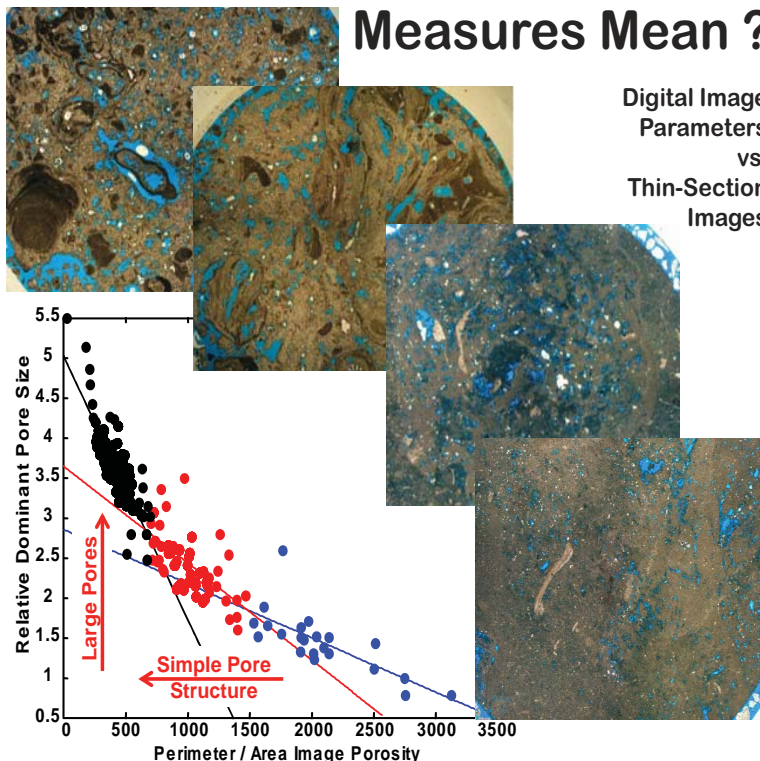 Measures Mean ?
Digital Image
Parameters
vs
Thin-Section
Images
5.5
5
4.5
4
3.5
3
2.5
2
1.5
1
0.5
Relative Dominant Pore Size
Large Pores
Simple Pore
Structure
0 500 1000 1500 2000 2500 3000 3500
Perimeter / Area Image Porosity